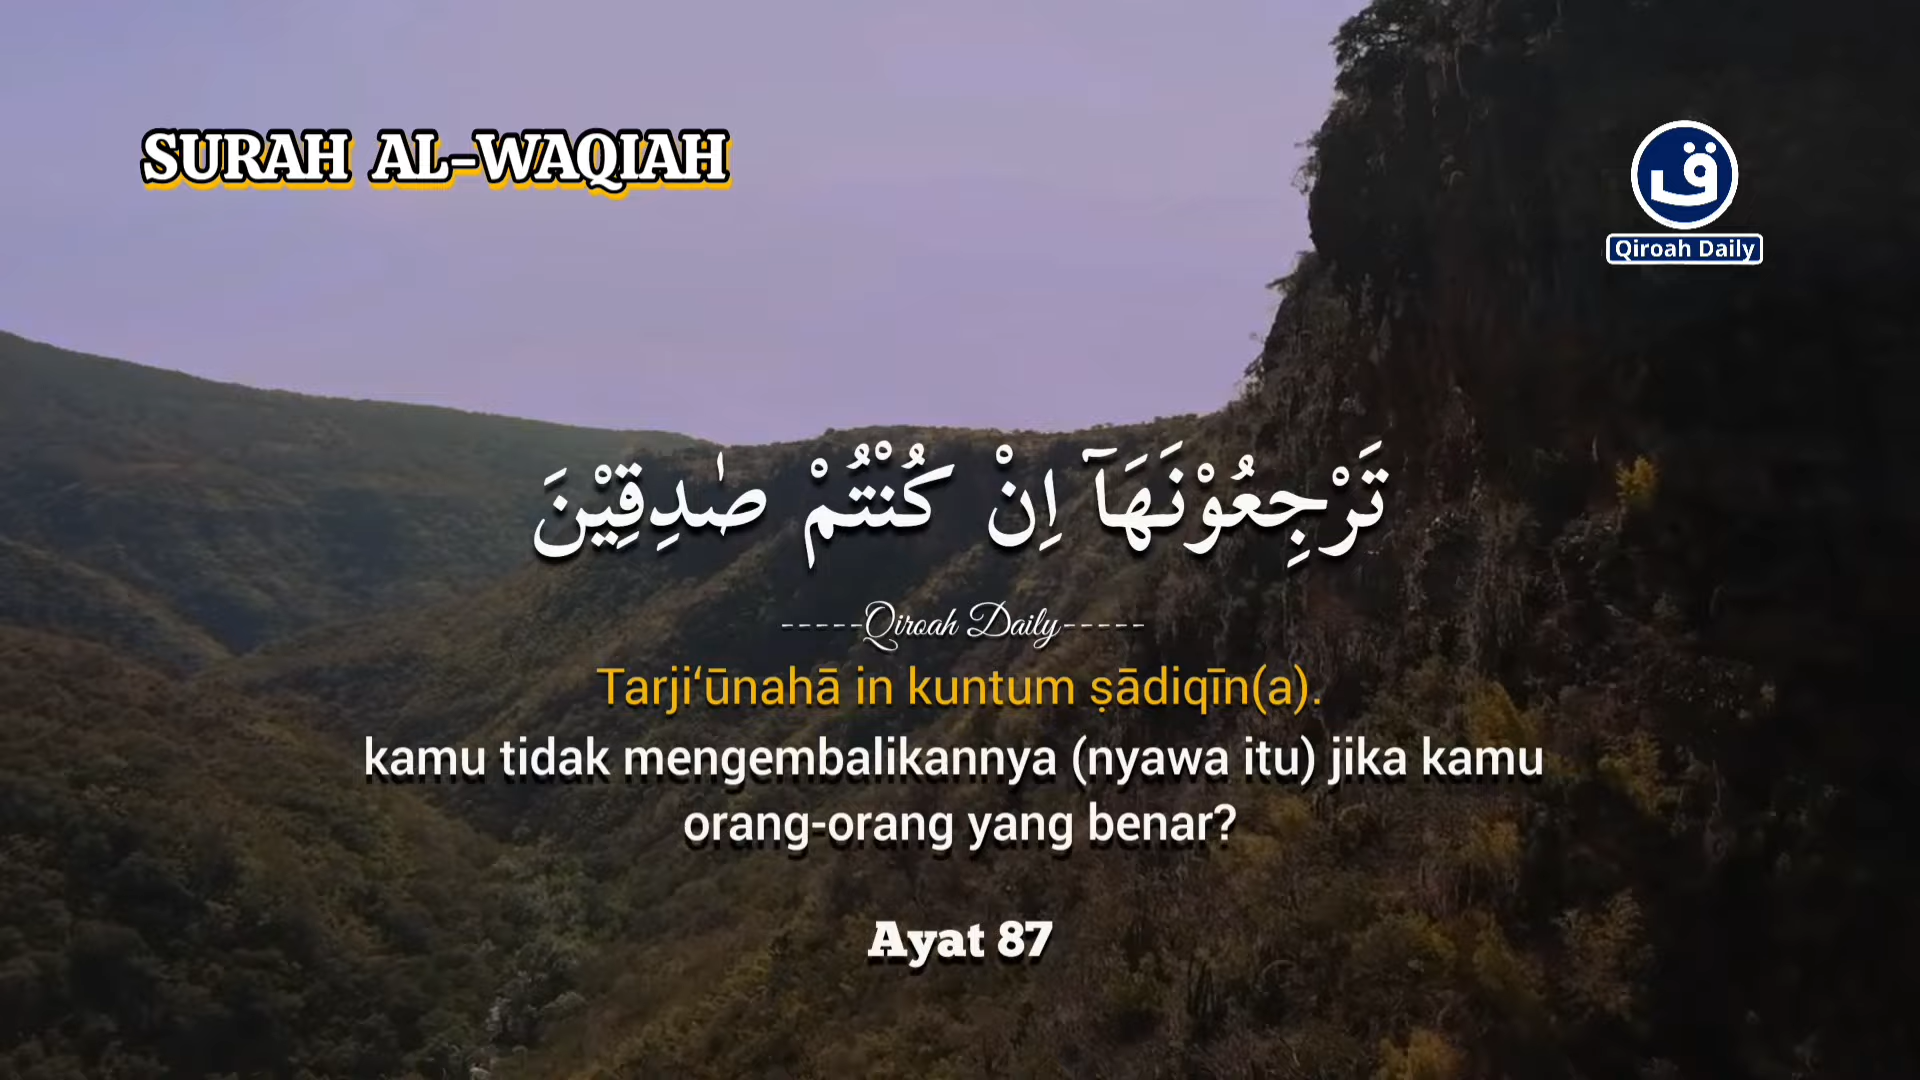 SURAH AL-WAQIAH
ق
Qiroah Daily
تَرْجِعُوْنَهَآ اِنْ كُنْتُمْ صٰدِقِيْنَ
-----Qiroah Daily-----
Tarji‘ūnahā in kuntum ṣādiqīn(a).
kamu tidak mengembalikannya (nyawa itu) jika kamu
orang-orang yang benar?
Ayat 87